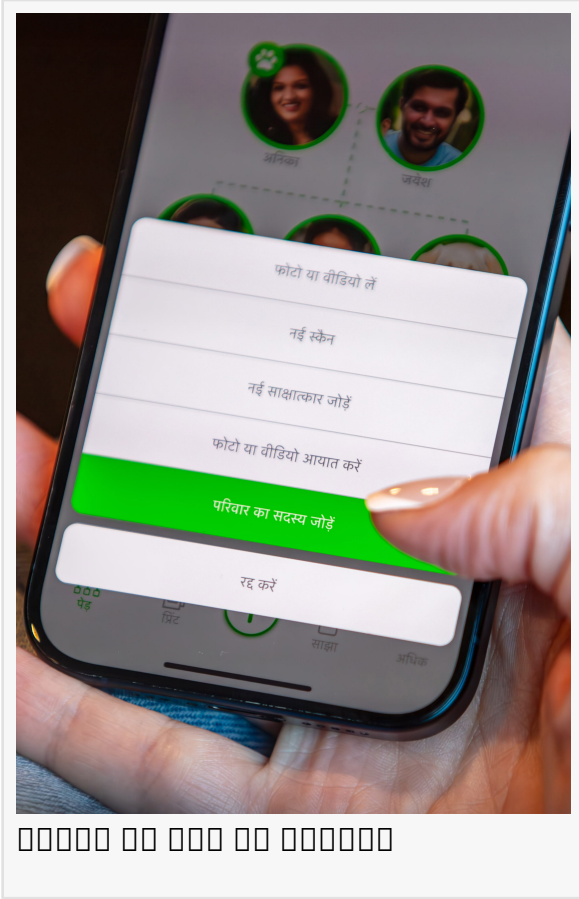 अनिका
जयेश
फोटो या वीडियो लें
नई स्कैन
नई साक्षात्कार जोड़ें
फोटो या वीडियो आयात करें
परिवार का सदस्य जोड़ें
रद्द करें
पेड़
प्रिंट
साझा
अधिक